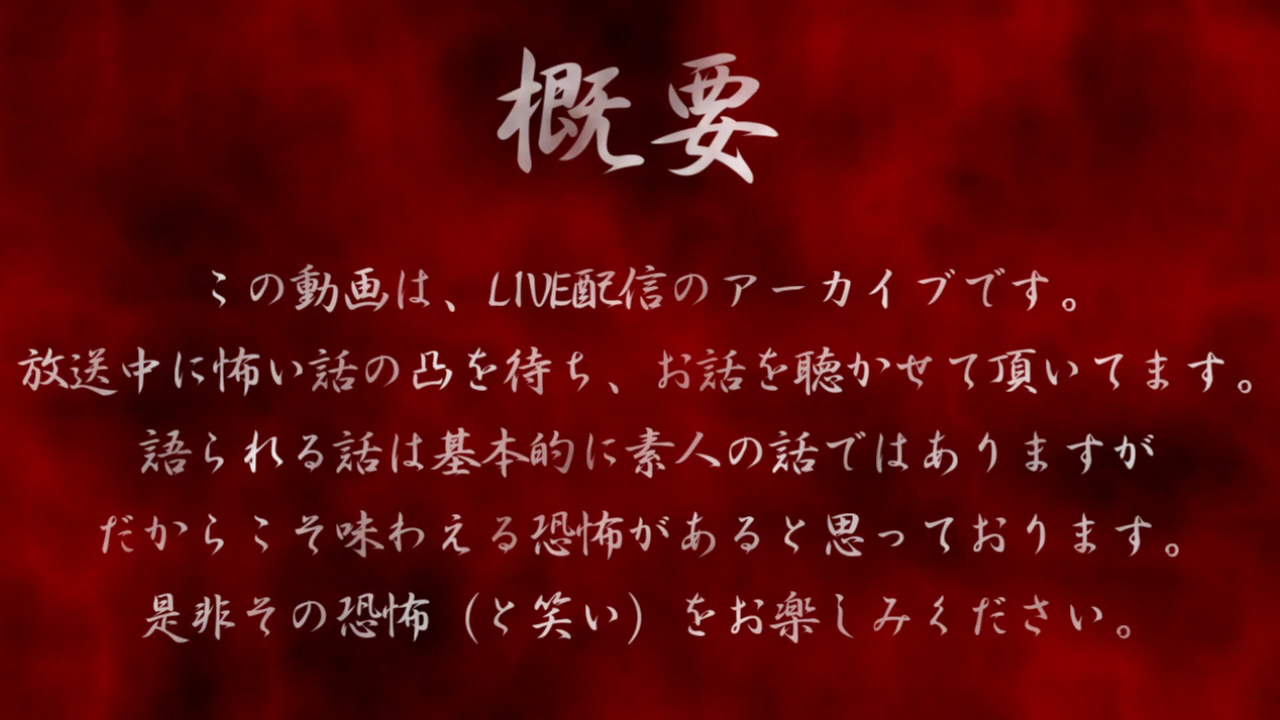 概要
この動画は、LIVE配信のアーカイブです。
放送中に怖い話の凸を待ち、お話を聴かせて頂いてます。
語られる話は基本的に素人の話ではありますが
だからこそ味わえる恐怖があると思っております。
是非その恐怖（と笑い）をお楽しみください。